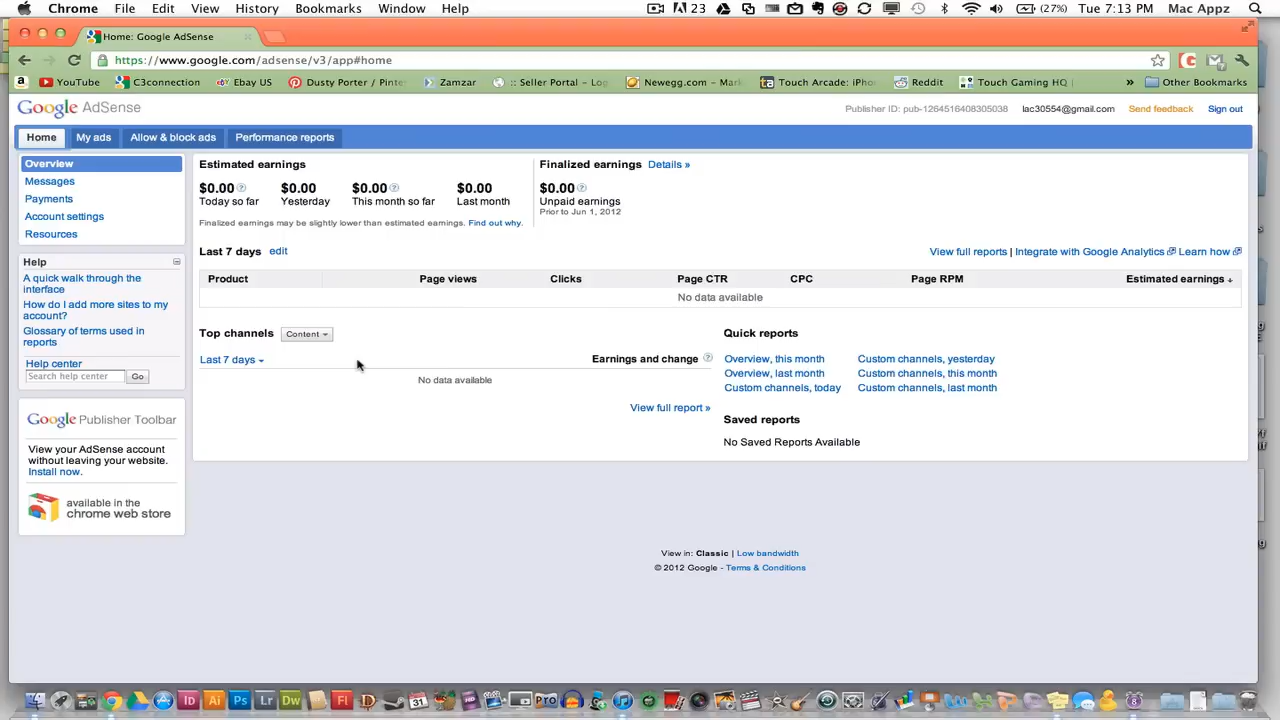 Chrome File Edit View History Bookmarks Window Help 23 (27%) Tue 7:13 PM Mac Appz
Home: Google AdSense
https://www.google.com/adsense/v3/app#home
YouTube C3connection Ebay US Dusty Porter / Pinte Zamzar :: Seller Portal - Log Newegg.com - Mark Touch Arcade: iPho Reddit Touch Gaming HQ | » Other Bookmarks
Google AdSense Publisher ID: pub-1264516408305038 lac30554@gmail.com Send feedback Sign out
Home My ads Allow & block ads Performance reports
Overview
Messages
Payments
Account settings
Resources
Help
A quick walk through the
interface
How do I add more sites to my
account?
Glossary of terms used in
reports
Help center
Search help center Go
Google Publisher Toolbar
View your AdSense account
without leaving your website.
Install now.
available in the
chrome web store
Estimated earnings
$0.00 $0.00 $0.00 $0.00
Today so far Yesterday This month so far Last month
Finalized earnings may be slightly lower than estimated earnings. Find out why.
Finalized earnings Details »
$0.00
Unpaid earnings
Prior to Jun 1, 2012
Last 7 days edit View full reports | Integrate with Google Analytics Learn how
Product Page views Clicks Page CTR CPC Page RPM Estimated earnings ↓
No data available
Top channels Content
Last 7 days Earnings and change
No data available
View full report »
Quick reports
Overview, this month Custom channels, yesterday
Overview, last month Custom channels, this month
Custom channels, today Custom channels, last month
Saved reports
No Saved Reports Available
View in: Classic | Low bandwidth
© 2012 Google - Terms & Conditions
Id Ai Ps Lr Dw Fl D 31 HD PRO